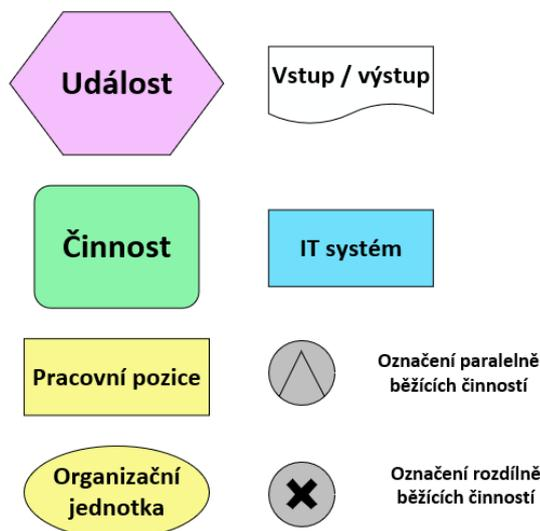 Událost
Vstup / výstup
Činnost
IT systém
Pracovní pozice
Označení paralelně
běžících činností
Organizační
jednotka
Označení rozdílně
běžících činností